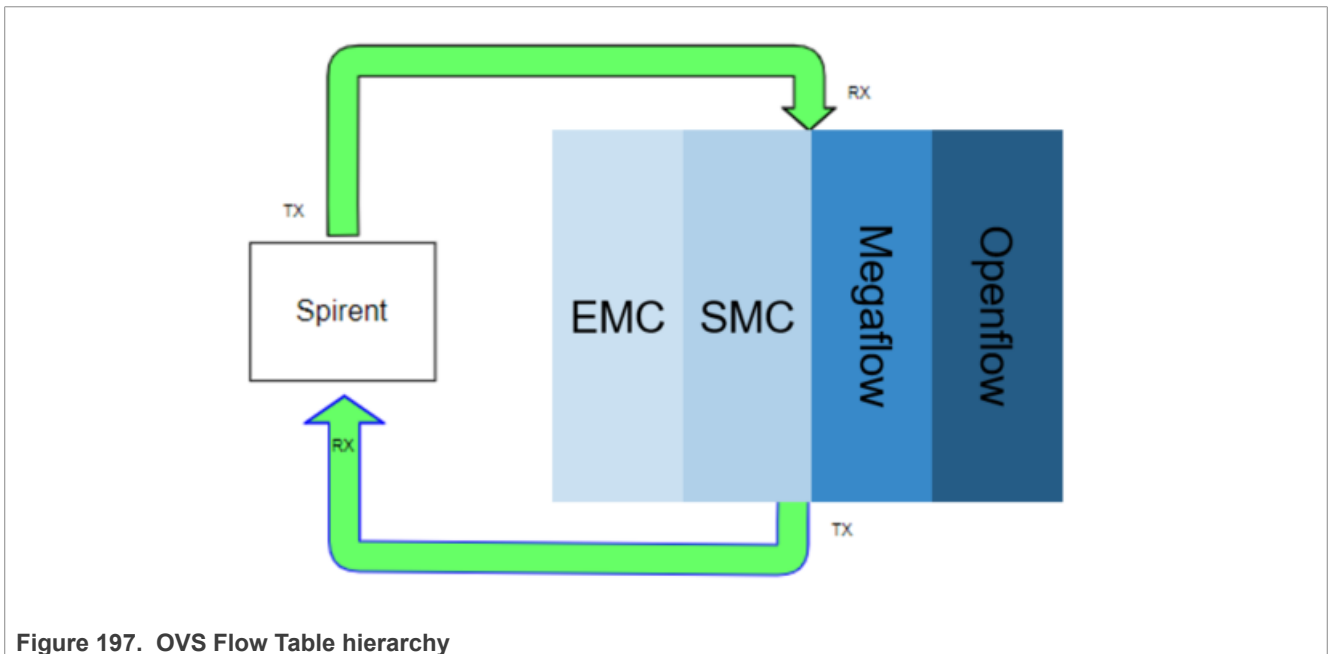 RX
TX
Spirent
EMC
SMC
Megaflow
Openflow
RX
TX
Figure 197. OVS Flow Table hierarchy